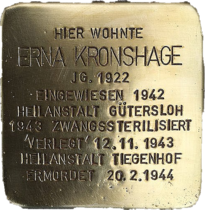 HIER WOHNTE
ERNA KRONSHAGE
JG. 1922
EINGEWIESEN 1942
HEILANSTALT GÜTERSLOH
1943 ZWANGSSTERILISIERT
'VERLEGT' 12.11.1943
HEILANSTALT TIEGENHOF
ERMORDET 20.2.1944